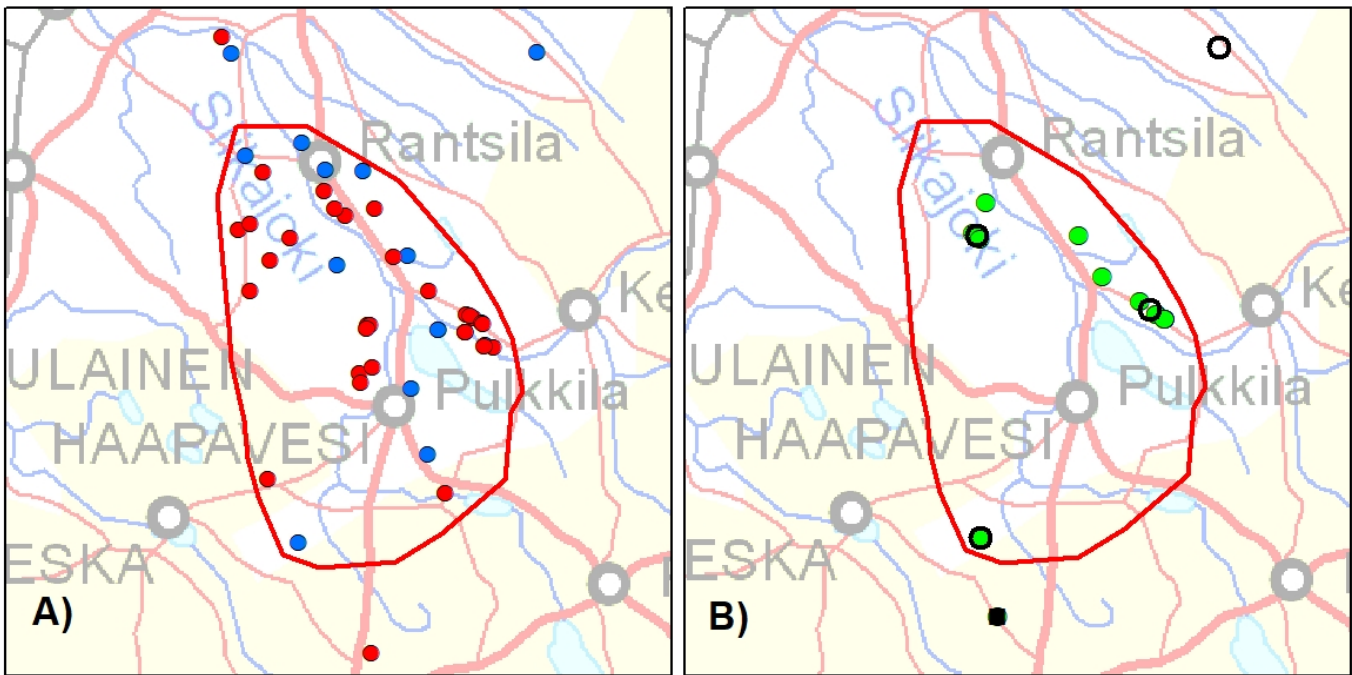 Siikajoki
Rantsila
Ke
ULAINEN
Pulkkila
HAAPAVESI
ESKA
A)
Siikajoki
Rantsila
Ke
ULAINEN
Pulkkila
HAAPAVESI
ESKA
B)